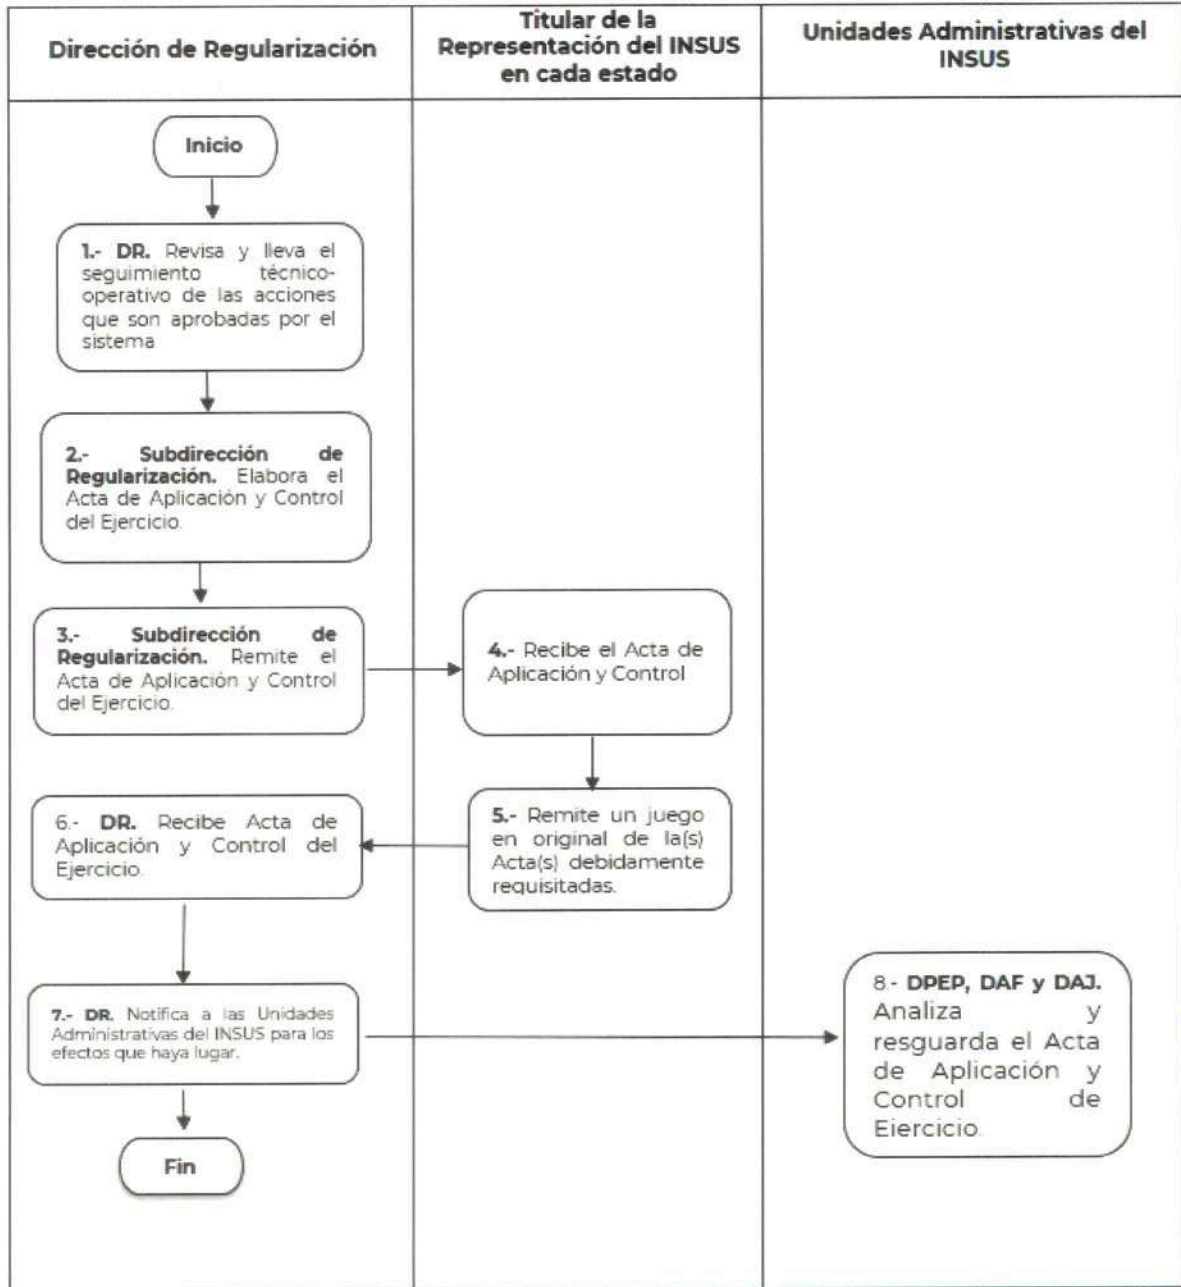 Dirección de Regularización
Titular de la
Representación del INSUS
en cada estado
Unidades Administrativas del
INSUS
Inicio
1.- DR. Revisa y lleva el
seguimiento técnico-
operativo de las acciones
que son aprobadas por el
sistema
2.- Subdirección de
Regularización. Elabora el
Acta de Aplicación y Control
del Ejercicio.
3.- Subdirección de
Regularización. Remite el
Acta de Aplicación y Control
del Ejercicio.
4.- Recibe el Acta de
Aplicación y Control
5.- Remite un juego
en original de la(s)
Acta(s) debidamente
requisitadas.
6.- DR. Recibe Acta de
Aplicación y Control del
Ejercicio.
7.- DR. Notifica a las Unidades
Administrativas del INSUS para los
efectos que haya lugar.
8.- DPEP, DAF y DAJ.
Analiza y
resguarda el Acta
de Aplicación y
Control de
Ejercicio.
Fin